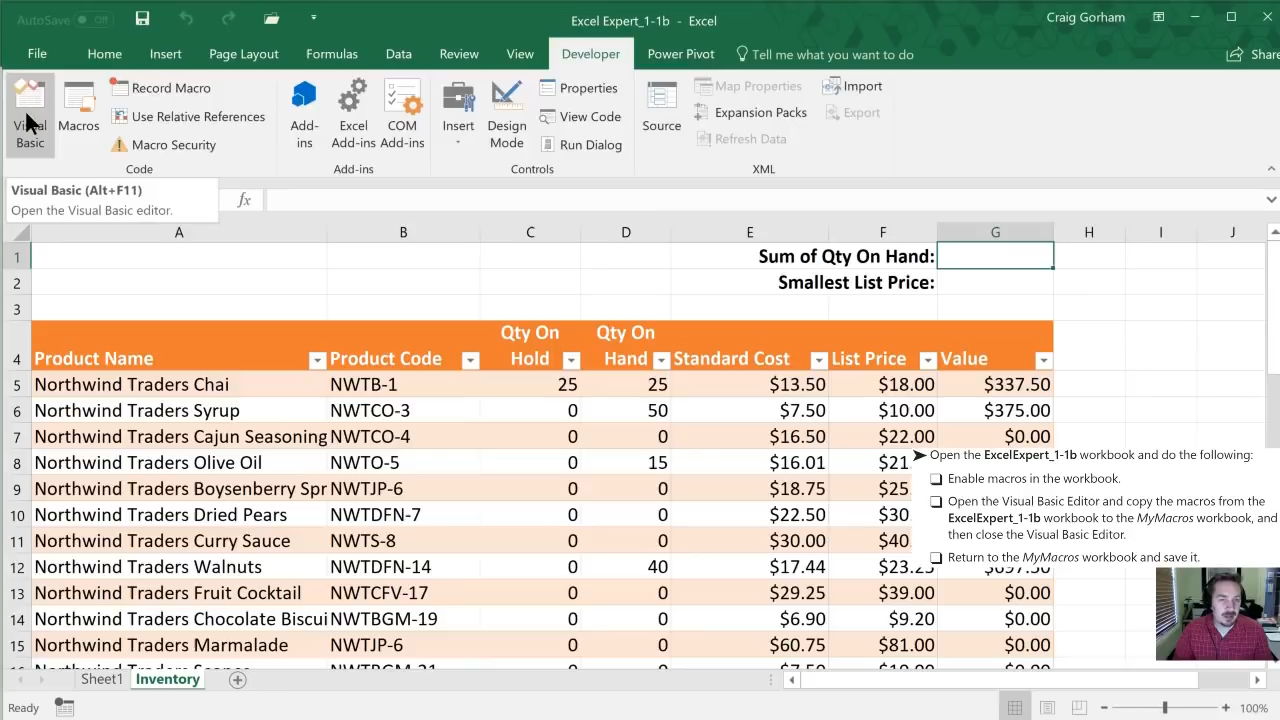 AutoSave Off
Excel Expert_1-1b - Excel
Craig Gorham
File Home Insert Page Layout Formulas Data Review View Developer Power Pivot Tell me what you want to do Share
Visual Basic
Macros
Record Macro
Use Relative References
Macro Security
Code
Add-ins
Excel Add-ins
COM Add-ins
Add-ins
Insert
Design Mode
Properties
View Code
Run Dialog
Controls
Source
Map Properties
Expansion Packs
Refresh Data
Import
Export
XML
Visual Basic (Alt+F11)
Open the Visual Basic editor.
fx
A B C D E F G H I J
1 Sum of Qty On Hand:
2 Smallest List Price:
3
Qty On Qty On
4 Product Name Product Code Hold Hand Standard Cost List Price Value
5 Northwind Traders Chai NWTB-1 25 25 $13.50 $18.00 $337.50
6 Northwind Traders Syrup NWTCO-3 0 50 $7.50 $10.00 $375.00
7 Northwind Traders Cajun Seasoning NWTCO-4 0 0 $16.50 $22.00 $0.00
8 Northwind Traders Olive Oil NWTO-5 0 15 $16.01 $21
9 Northwind Traders Boysenberry Spr NWTJP-6 0 0 $18.75 $25
10 Northwind Traders Dried Pears NWTDFN-7 0 0 $22.50 $30
11 Northwind Traders Curry Sauce NWTS-8 0 0 $30.00 $40
12 Northwind Traders Walnuts NWTDFN-14 0 40 $17.44 $23.25 $697.50
13 Northwind Traders Fruit Cocktail NWTCFV-17 0 0 $29.25 $39.00 $0.00
14 Northwind Traders Chocolate Biscui NWTBGM-19 0 0 $6.90 $9.20 $0.00
15 Northwind Traders Marmalade NWTJP-6 0 0 $60.75 $81.00 $0.00
➤ Open the ExcelExpert_1-1b workbook and do the following:
❏ Enable macros in the workbook.
❏ Open the Visual Basic Editor and copy the macros from the
ExcelExpert_1-1b workbook to the MyMacros workbook, and
then close the Visual Basic Editor.
❏ Return to the MyMacros workbook and save it.
Sheet1 Inventory
Ready
100%